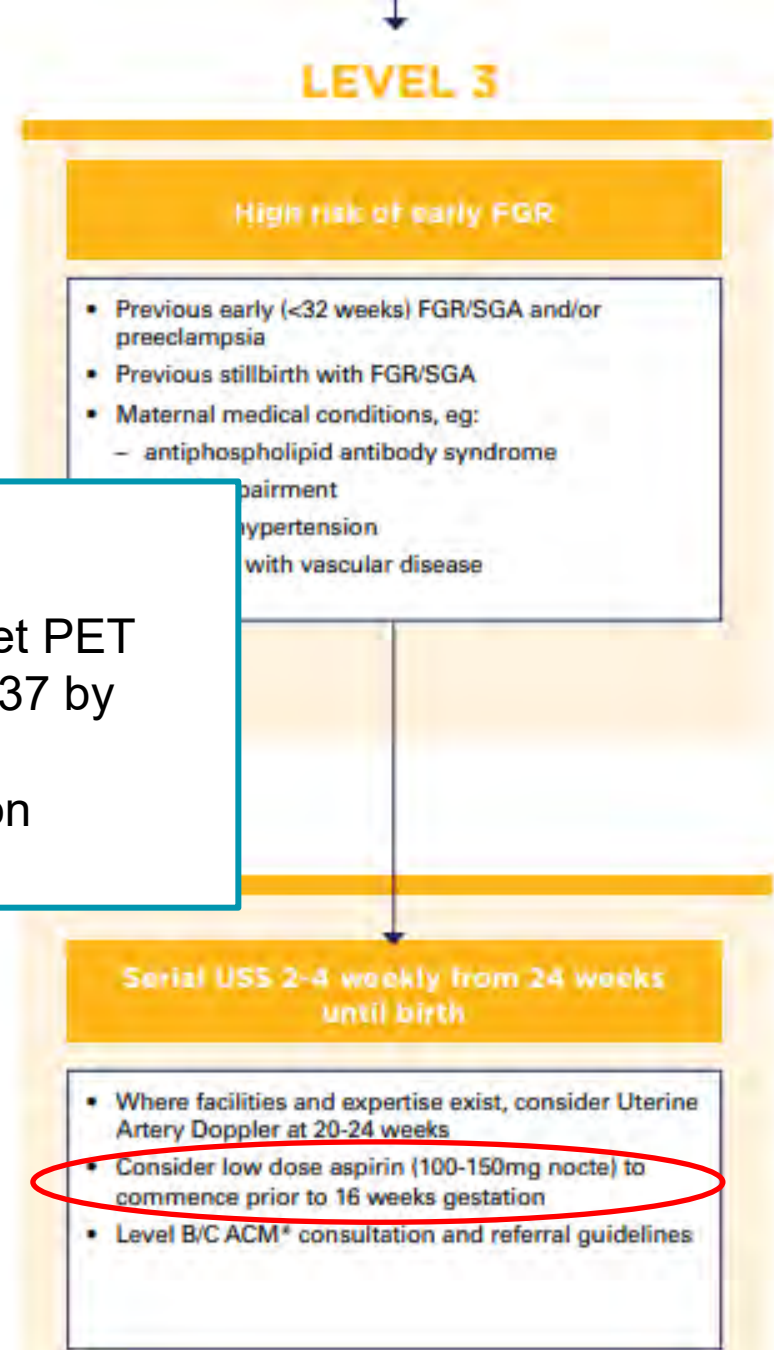 LEVEL 3
High risk of early FGR
• Previous early (<32 weeks) FGR/SGA and/or
preeclampsia
• Previous stillbirth with FGR/SGA
• Maternal medical conditions, eg:
– antiphospholipid antibody syndrome
pairment
hypertension
with vascular disease
et PET
37 by
on
Serial USS 2-4 weekly from 24 weeks
until birth
• Where facilities and expertise exist, consider Uterine
Artery Doppler at 20-24 weeks
• Consider low dose aspirin (100-150mg nocte) to
commence prior to 16 weeks gestation
• Level B/C ACM* consultation and referral guidelines